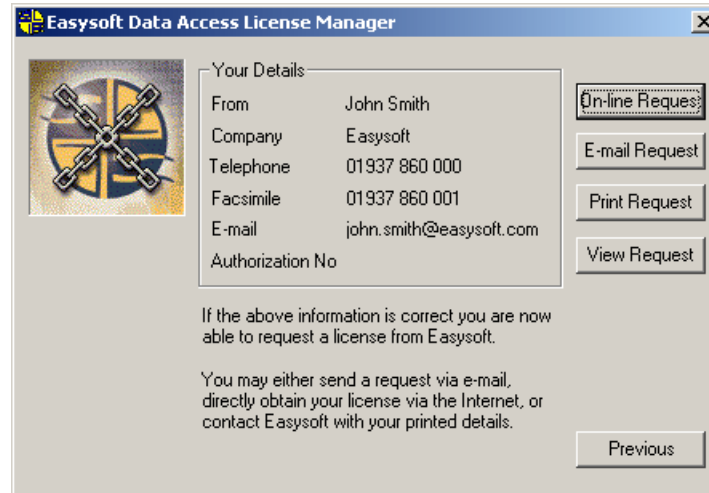 Easysoft Data Access License Manager
Your Details
From John Smith
Company Easysoft
Telephone 01937 860 000
Facsimile 01937 860 001
E-mail john.smith@easysoft.com
Authorization No
On-line Reques
E-mail Request
Print Request
View Request
If the above information is correct you are now
able to request a license from Easysoft.
You may either send a request via e-mail,
directly obtain your license via the Internet, or
contact Easysoft with your printed details.
Previous